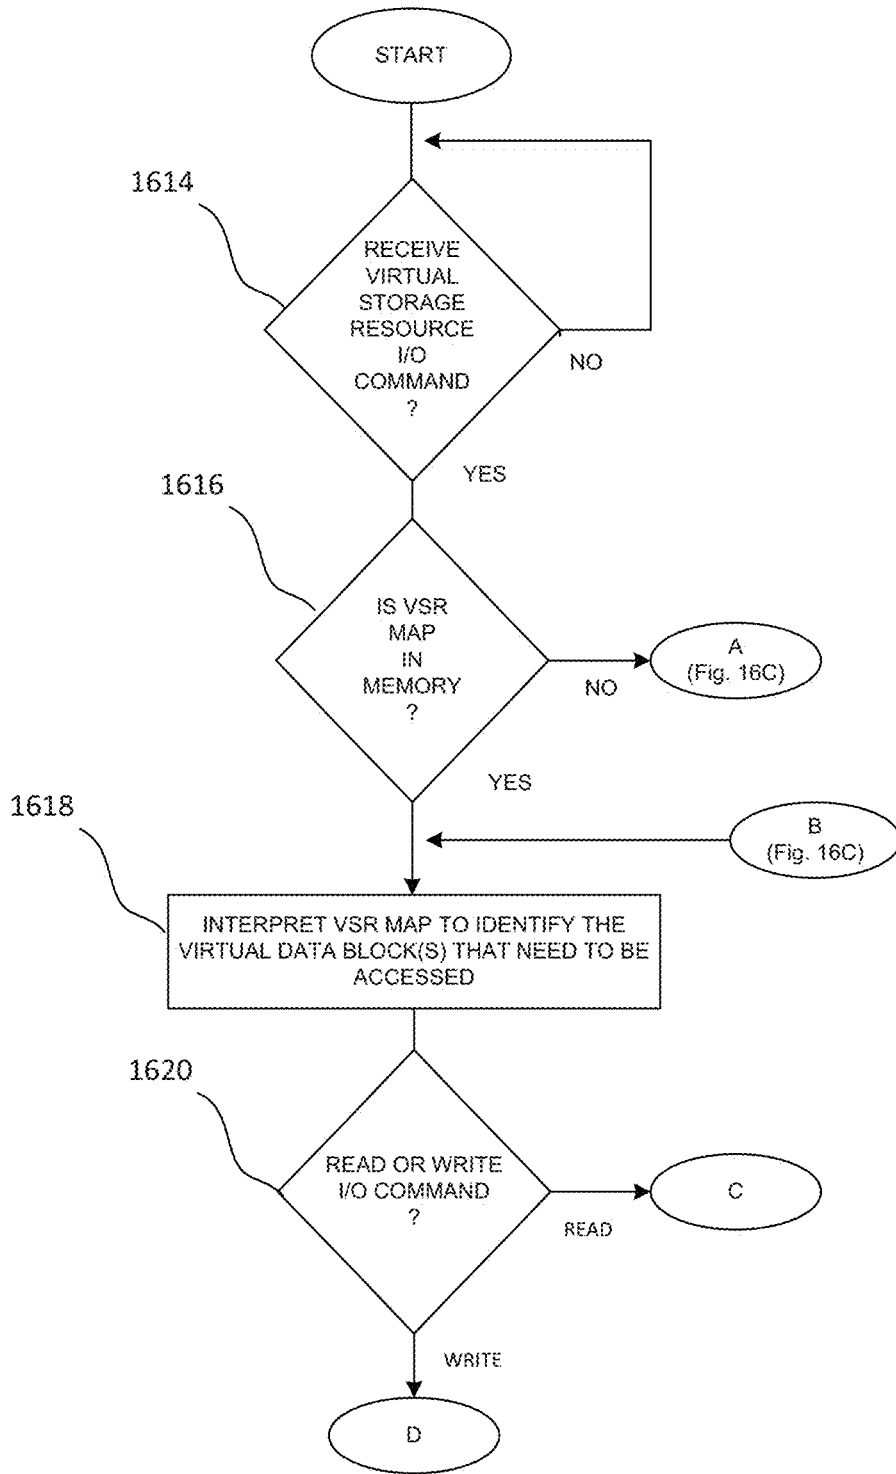 START
1614
RECEIVE
VIRTUAL
STORAGE
RESOURCE
I/O
COMMAND
?
NO
YES
1616
IS VSR
MAP
IN
MEMORY
?
NO
A
(Fig. 16C)
YES
1618
B
(Fig. 16C)
INTERPRET VSR MAP TO IDENTIFY THE
VIRTUAL DATA BLOCK(S) THAT NEED TO BE
ACCESSED
1620
READ OR WRITE
I/O COMMAND
?
READ
C
WRITE
D